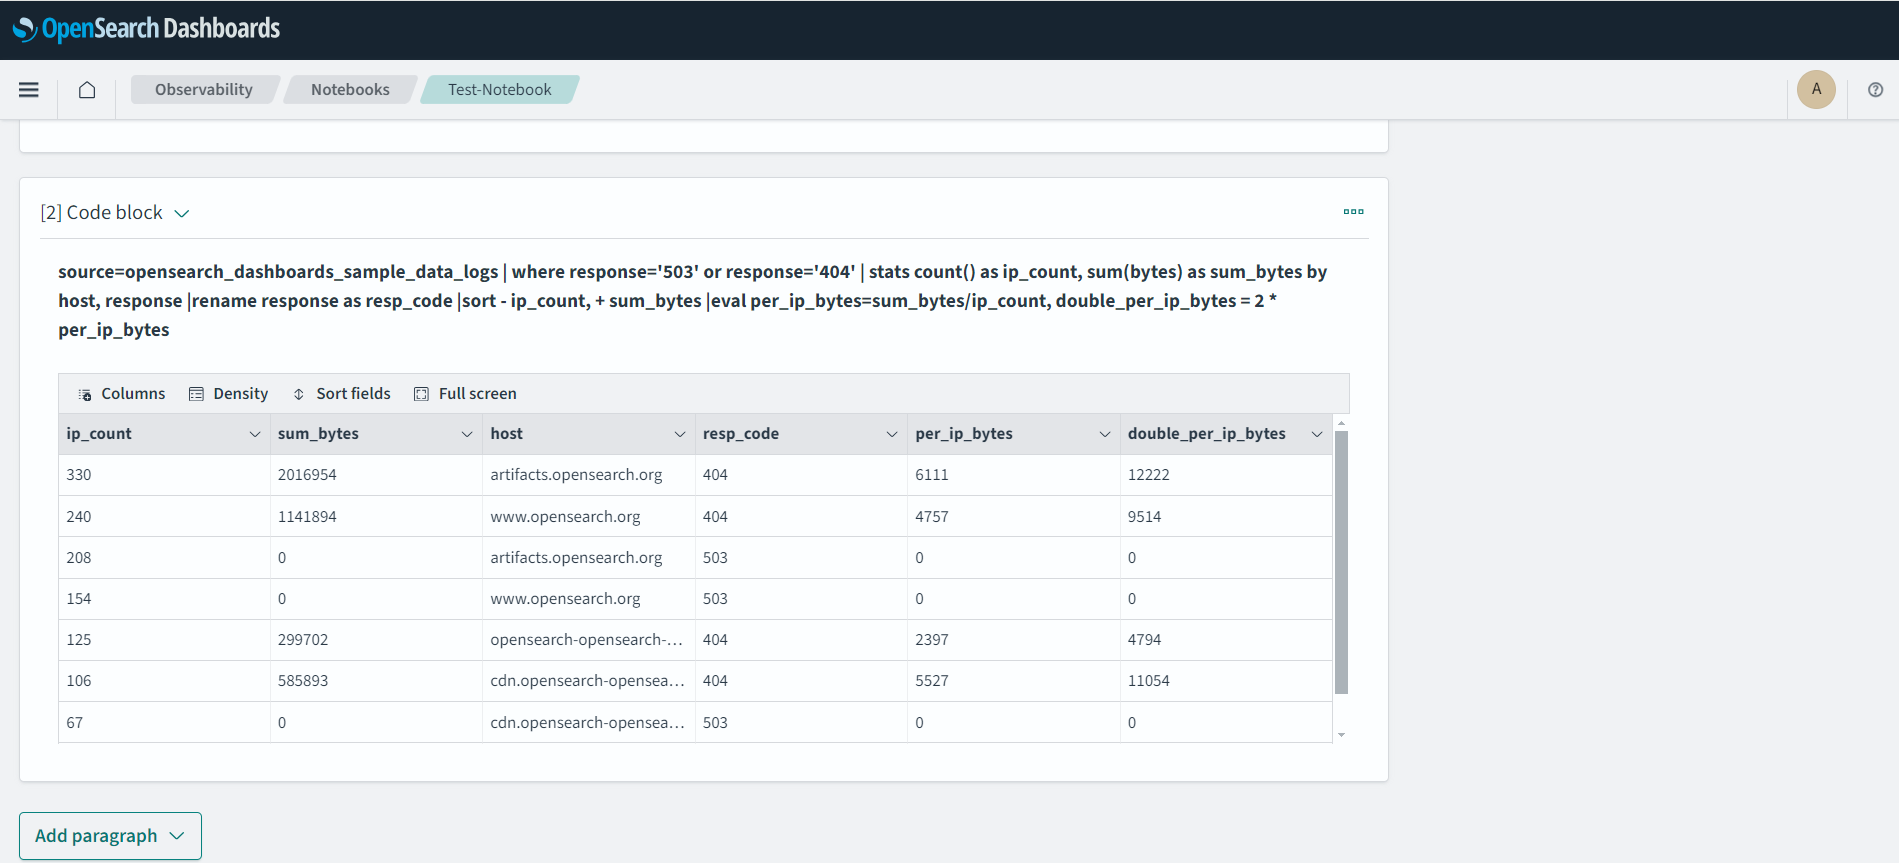 OpenSearch Dashboards
Observability Notebooks Test-Notebook A
[2] Code block
source=opensearch_dashboards_sample_data_logs | where response='503' or response='404' | stats count() as ip_count, sum(bytes) as sum_bytes by
host, response |rename response as resp_code |sort - ip_count, + sum_bytes |eval per_ip_bytes=sum_bytes/ip_count, double_per_ip_bytes = 2 *
per_ip_bytes
Columns Density Sort fields Full screen
ip_count sum_bytes host resp_code per_ip_bytes double_per_ip_bytes
330 2016954 artifacts.opensearch.org 404 6111 12222
240 1141894 www.opensearch.org 404 4757 9514
208 0 artifacts.opensearch.org 503 0 0
154 0 www.opensearch.org 503 0 0
125 299702 opensearch-opensearch-... 404 2397 4794
106 585893 cdn.opensearch-opensea... 404 5527 11054
67 0 cdn.opensearch-opensea... 503 0 0
Add paragraph